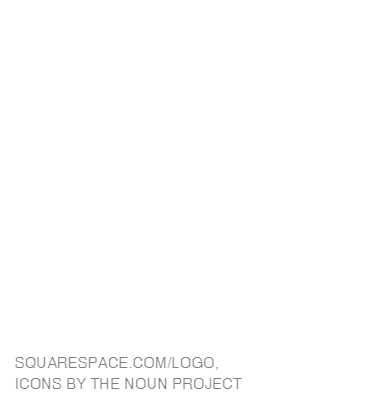 SQUARESPACE.COM/LOGO,
ICONS BY THE NOUN PROJECT